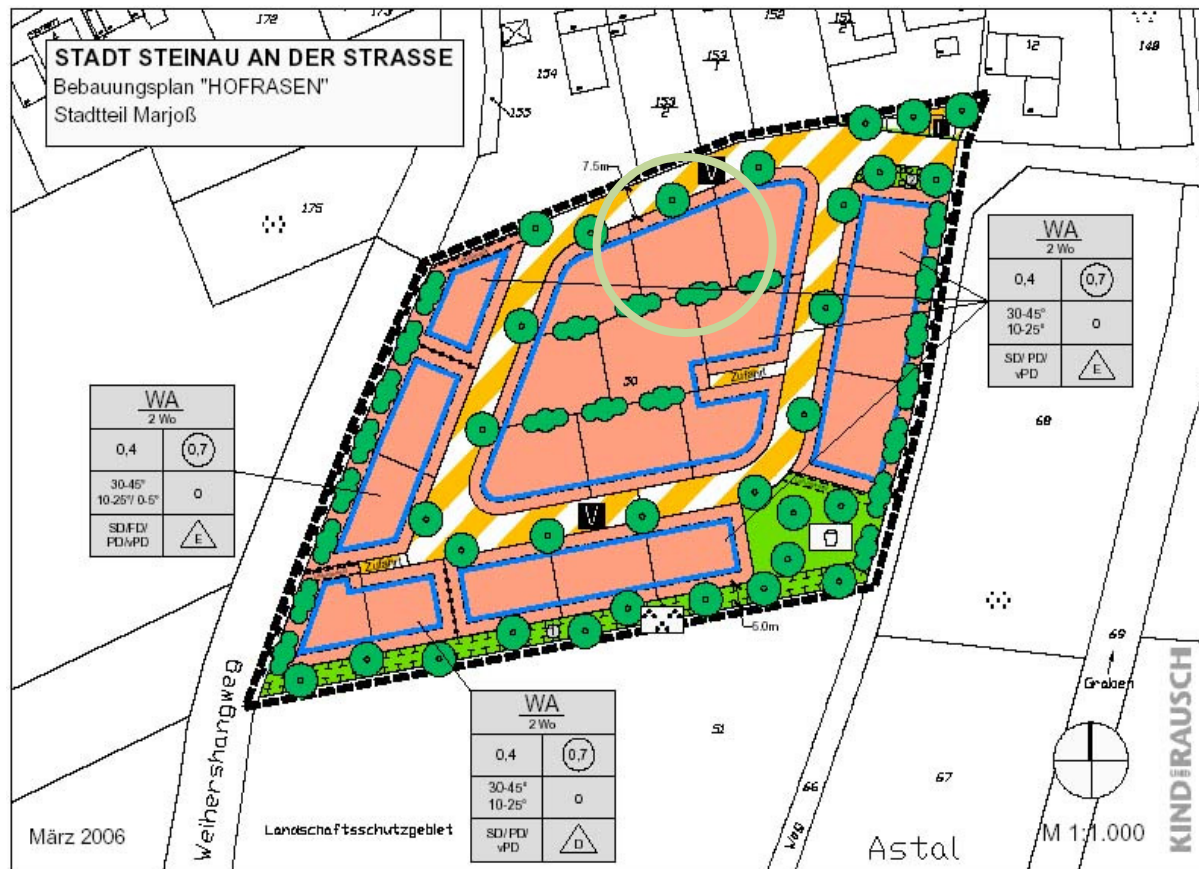 STADT STEINAU AN DER STRASSE
Bebauungsplan "HOFRASEN"
Stadtteil Marjoß
172
173
154
155
153
1
153
2
152
151
2
12
148
175
7.5m
V
WA
2 Wo
0,4
0,7
30-45°
10-25°
o
SD/ PD/
vPD
E
50
Zufahrt
68
WA
2 Wo
0,4
0,7
30-45°
10-25°/ 0-5°
o
SD/FD/
PD/vPD
E
V
Zufahrt
5.0m
69
Graben
WA
2 Wo
0,4
0,7
30-45°
10-25°
o
SD/ PD/
vPD
D
51
66
67
Weihershangweg
Landschaftsschutzgebiet
Weg
Astal
März 2006
M 1:1.000
KIND UND RAUSCH